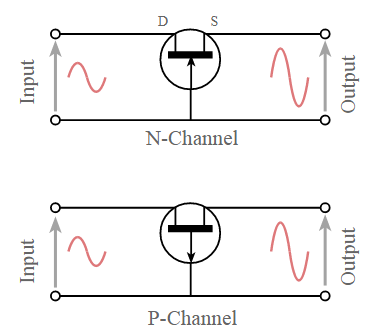 D S
Input
Output
N-Channel
Input
Output
P-Channel